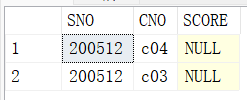 SNO CNO SCORE
1 200512 c04 NULL
2 200512 c03 NULL